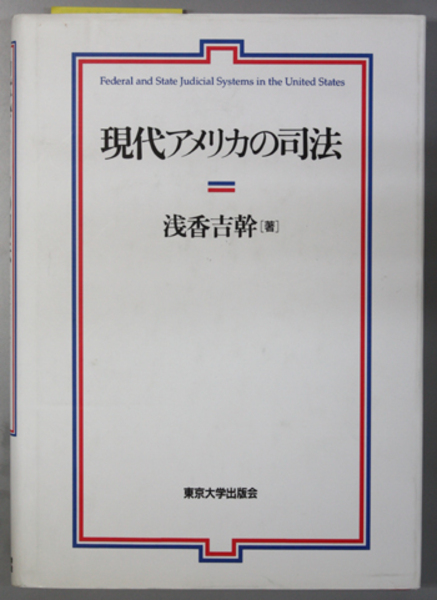 Federal and State Judicial Systems in the United States
現代アメリカの司法
浅香吉幹[著]
東京大学出版会